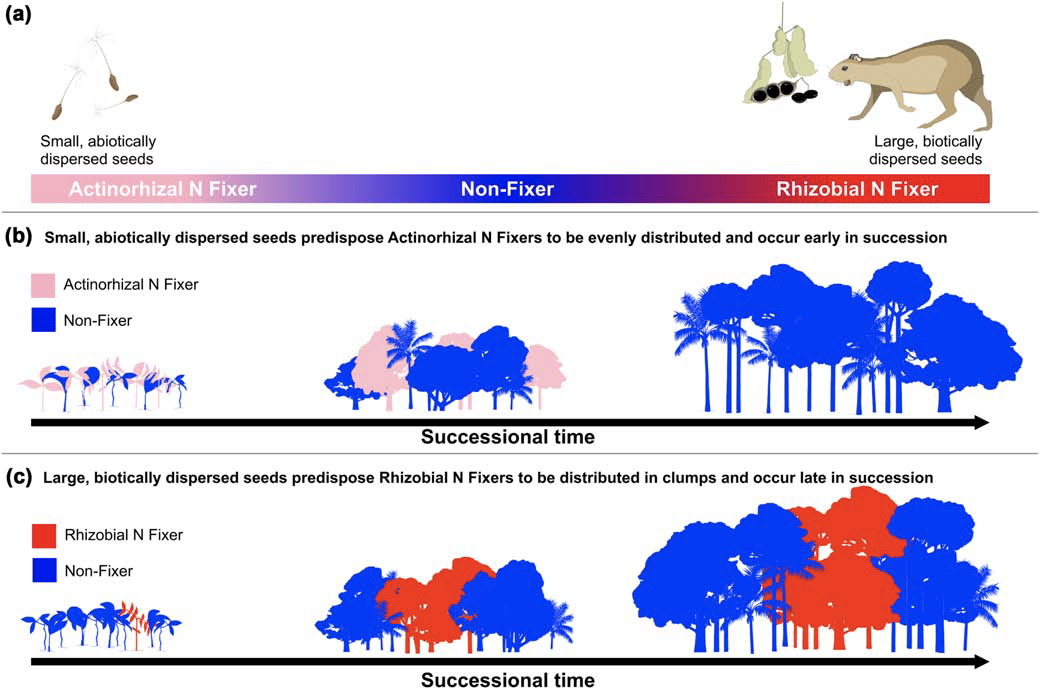 (a)
Small, abiotically
dispersed seeds
Large, biotically
dispersed seeds
Actinorhizal N Fixer Non-Fixer Rhizobial N Fixer
(b) Small, abiotically dispersed seeds predispose Actinorhizal N Fixers to be evenly distributed and occur early in succession
Actinorhizal N Fixer
Non-Fixer
Successional time
(c) Large, biotically dispersed seeds predispose Rhizobial N Fixers to be distributed in clumps and occur late in succession
Rhizobial N Fixer
Non-Fixer
Successional time